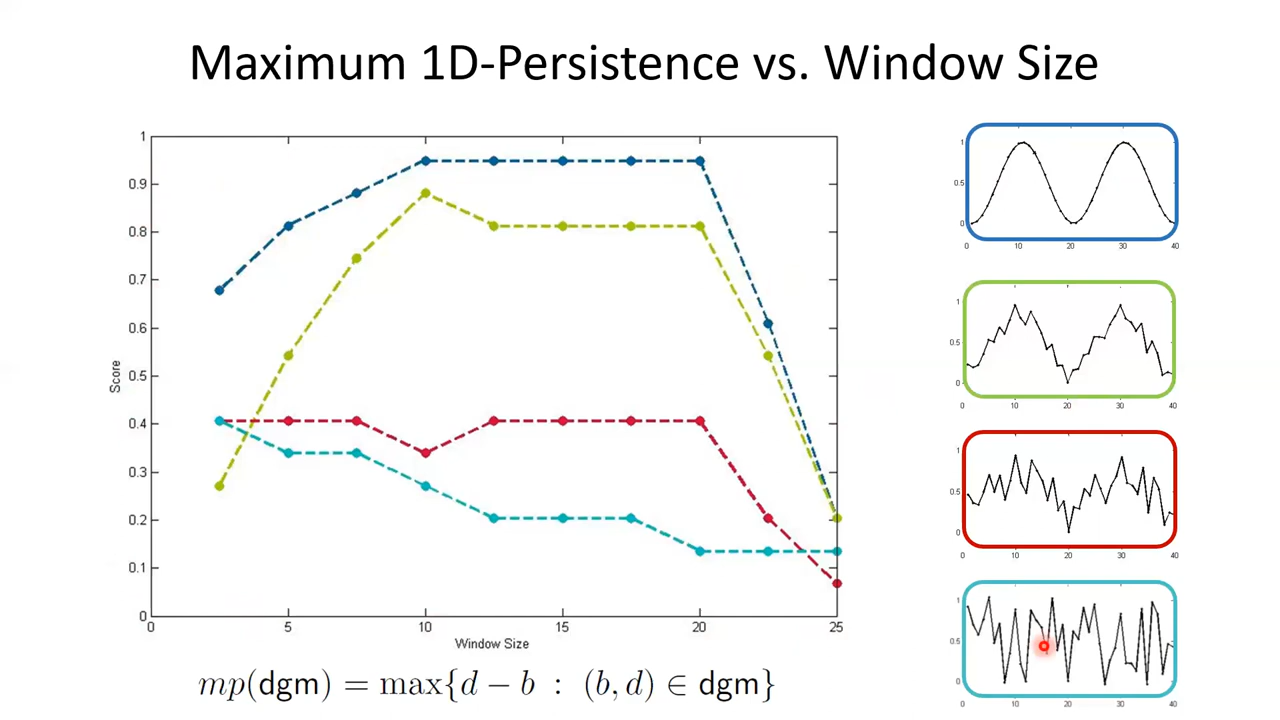 Maximum 1D-Persistence vs. Window Size
1
0.9
0.8
0.7
0.6
0.5
0.4
0.3
0.2
0.1
0
Score
0 5 10 15 20 25
Window Size
mp(dgm) = max{d − b : (b, d) ∈ dgm}
1
0.5
0
0 10 20 30 40
1
0.5
0
0 10 20 30 40
1
0.5
0
0 10 20 30 40
1
0.5
0
0 10 20 30 40